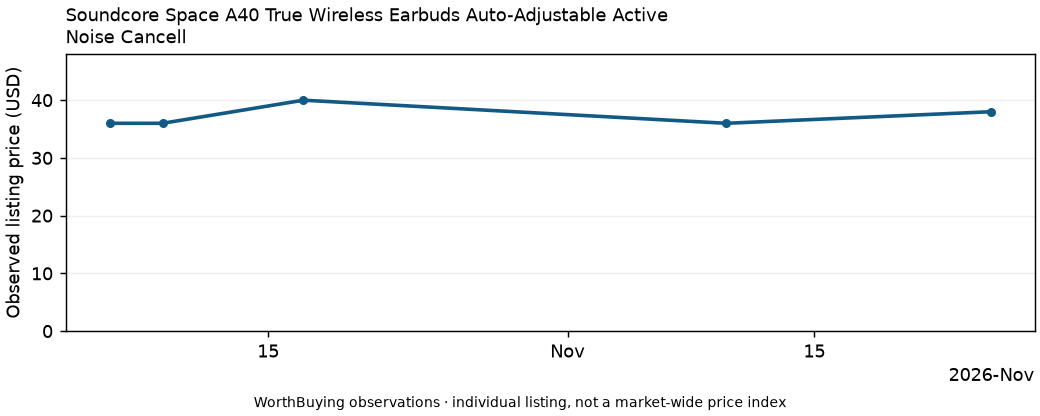 Soundcore Space A40 True Wireless Earbuds Auto-Adjustable Active
Noise Cancell
Observed listing price (USD)
40
30
20
10
0
15
Nov
15
2026-Nov
WorthBuying observations · individual listing, not a market-wide price index